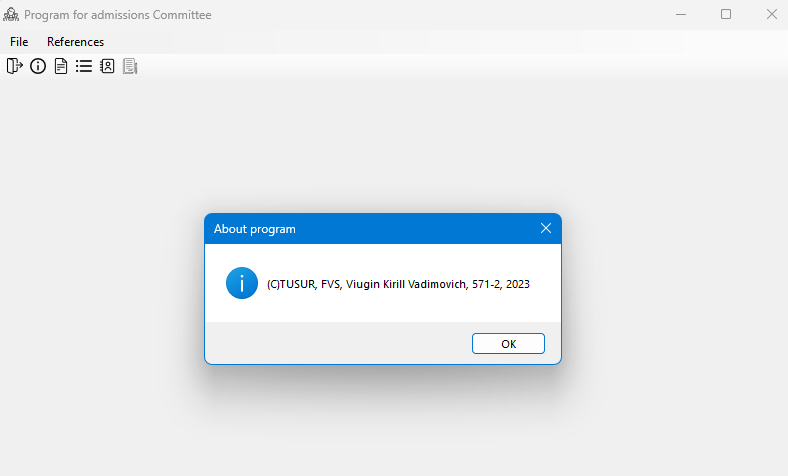 Program for admissions Committee
File References
About program
(C)TUSUR, FVS, Viugin Kirill Vadimovich, 571-2, 2023
OK